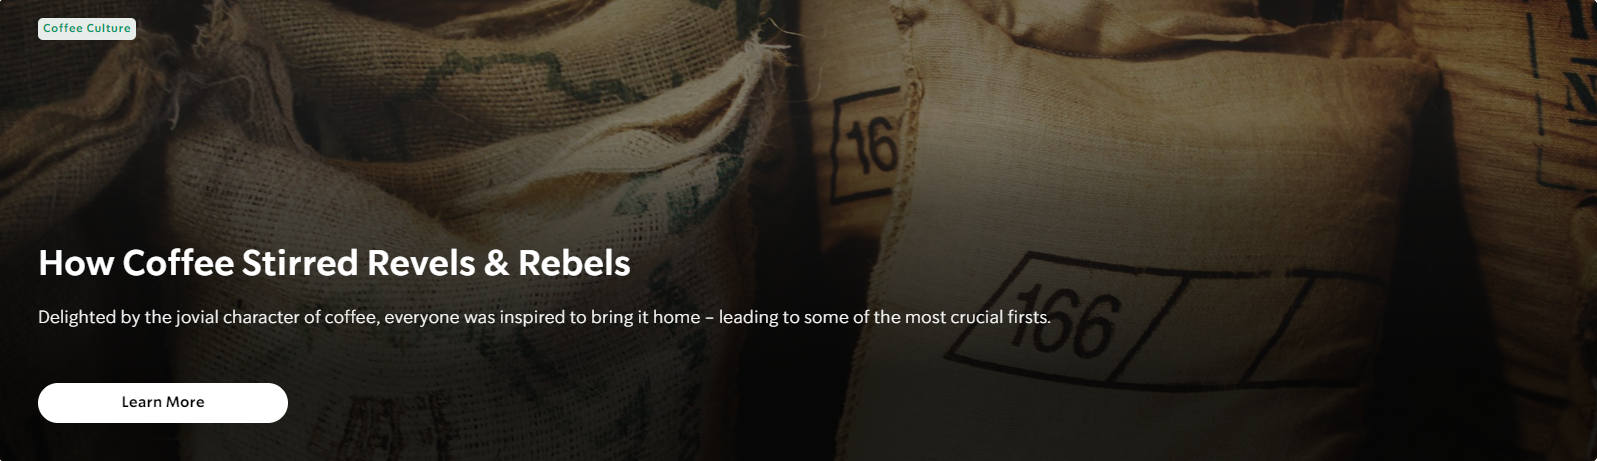 Coffee Culture
16
How Coffee Stirred Revels & Rebels
Delighted by the jovial character of coffee, everyone was inspired to bring it home – leading to some of the most crucial firsts.
166
Learn More